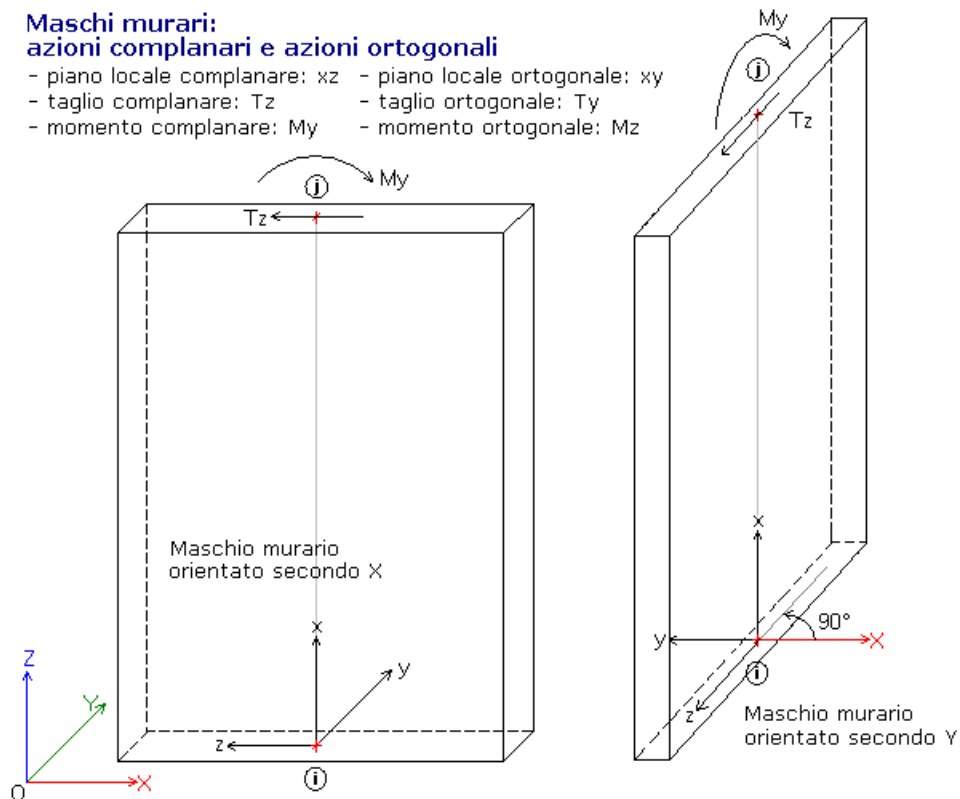 Maschi murari:
azioni complanari e azioni ortogonali
- piano locale complanare: xz - piano locale ortogonale: xy
- taglio complanare: Tz - taglio ortogonale: Ty
- momento complanare: My - momento ortogonale: Mz
My
j
Tz
My
j
Tz
Maschio murario
orientato secondo X
x
y
z
i
Z
Y
X
O
x
90°
y
X
i
z
Maschio murario
orientato secondo Y